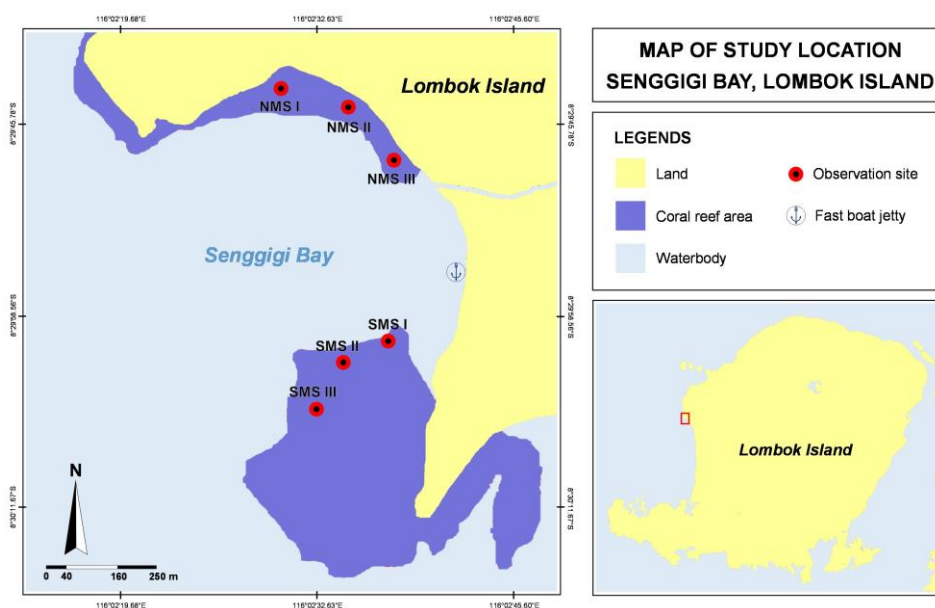 116°02'19.68"E
116°02'32.63"E
116°02'45.60"E
8°29'45.78"S
8°29'45.78"S
Lombok Island
NMS I
NMS II
NMS III
Senggigi Bay
8°29'58.56"S
8°29'58.56"S
SMS I
SMS II
SMS III
N
8°30'11.67"S
8°30'11.67"S
0 40 160 250 m
116°02'19.68"E
116°02'32.63"E
116°02'45.60"E
MAP OF STUDY LOCATION
SENGGIGI BAY, LOMBOK ISLAND
LEGENDS
Land
Observation site
Coral reef area
Fast boat jetty
Waterbody
Lombok Island